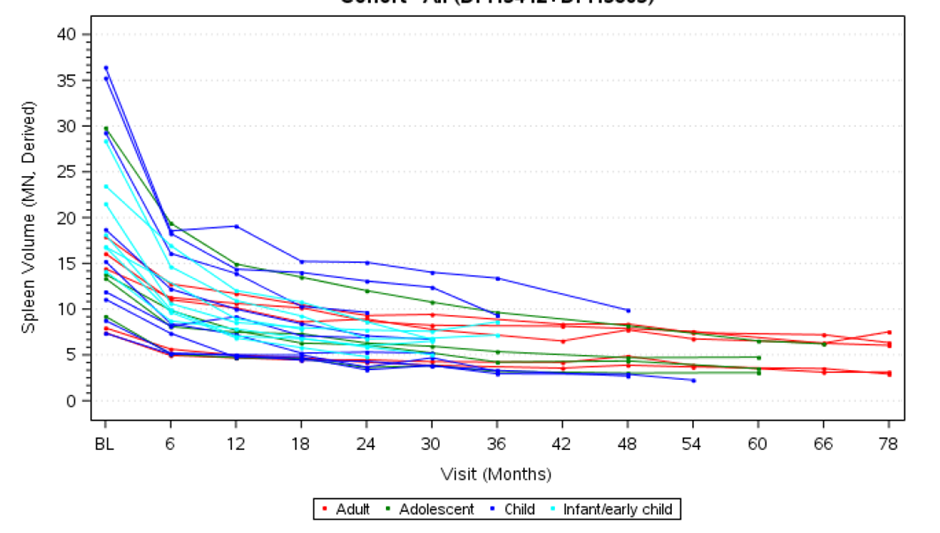 40
35
30
25
20
15
10
5
0
Spleen Volume (MN, Derived)
BL 6 12 18 24 30 36 42 48 54 60 66 78
Visit (Months)
Adult Adolescent Child Infant/early child